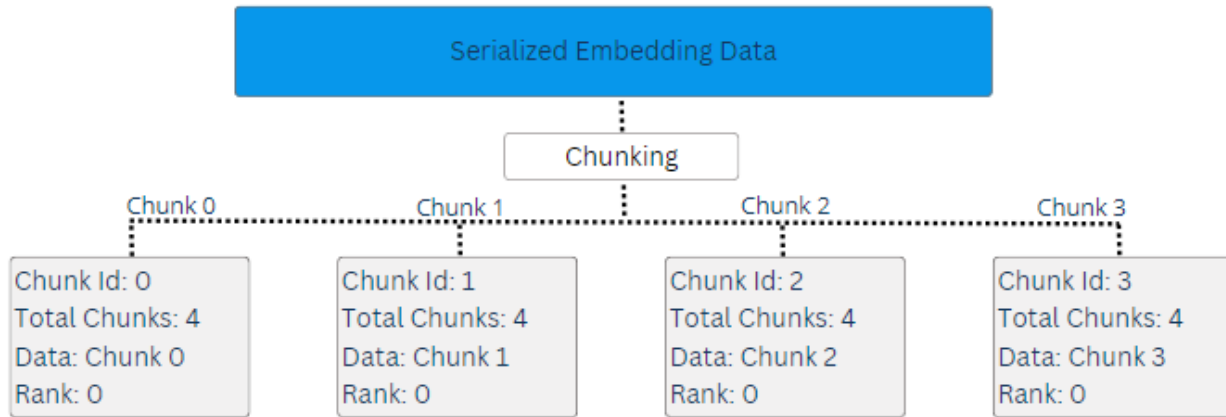 Serialized Embedding Data
Chunking
Chunk 0
Chunk 1
Chunk 2
Chunk 3
Chunk Id: 0
Total Chunks: 4
Data: Chunk 0
Rank: 0
Chunk Id: 1
Total Chunks: 4
Data: Chunk 1
Rank: 0
Chunk Id: 2
Total Chunks: 4
Data: Chunk 2
Rank: 0
Chunk Id: 3
Total Chunks: 4
Data: Chunk 3
Rank: 0